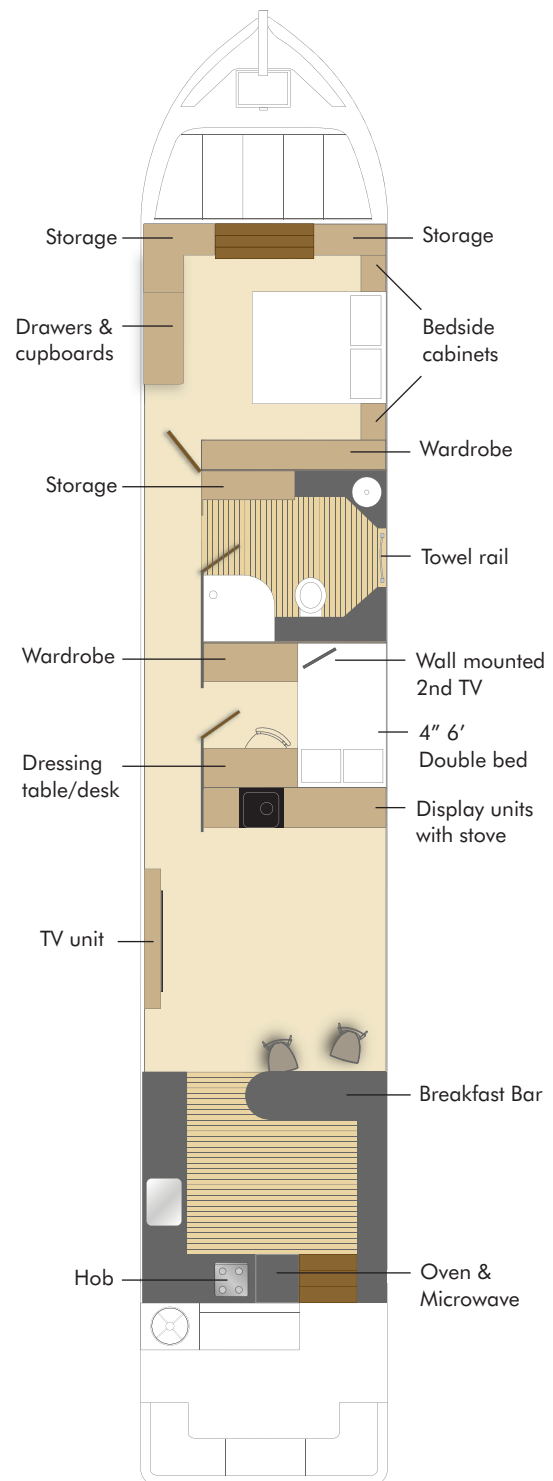 Storage
Storage
Drawers &
cupboards
Bedside
cabinets
Wardrobe
Storage
Towel rail
Wardrobe
Wall mounted
2nd TV
4” 6’
Double bed
Dressing
table/desk
Display units
with stove
TV unit
Breakfast Bar
Hob
Oven &
Microwave